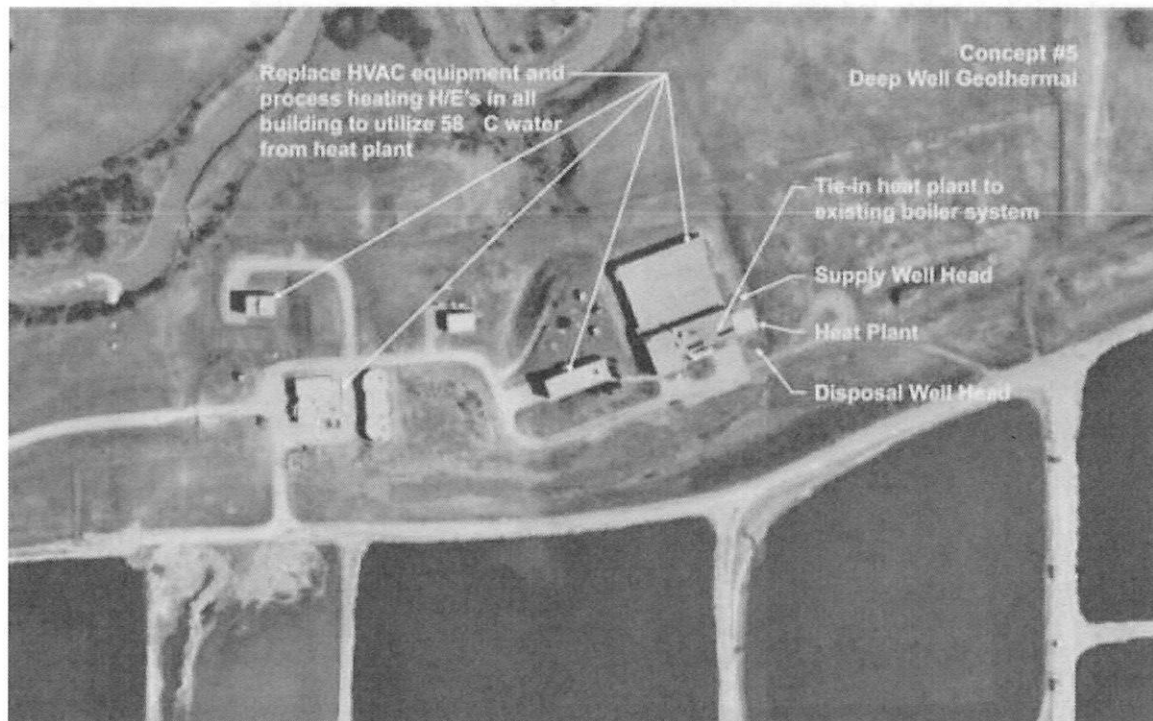 Concept #5
Deep Well Geothermal
Replace HVAC equipment and
process heating H/E's in all
building to utilize 58 C water
from heat plant
Tie-in heat plant to
existing boiler system
Supply Well Head
Heat Plant
Disposal Well Head